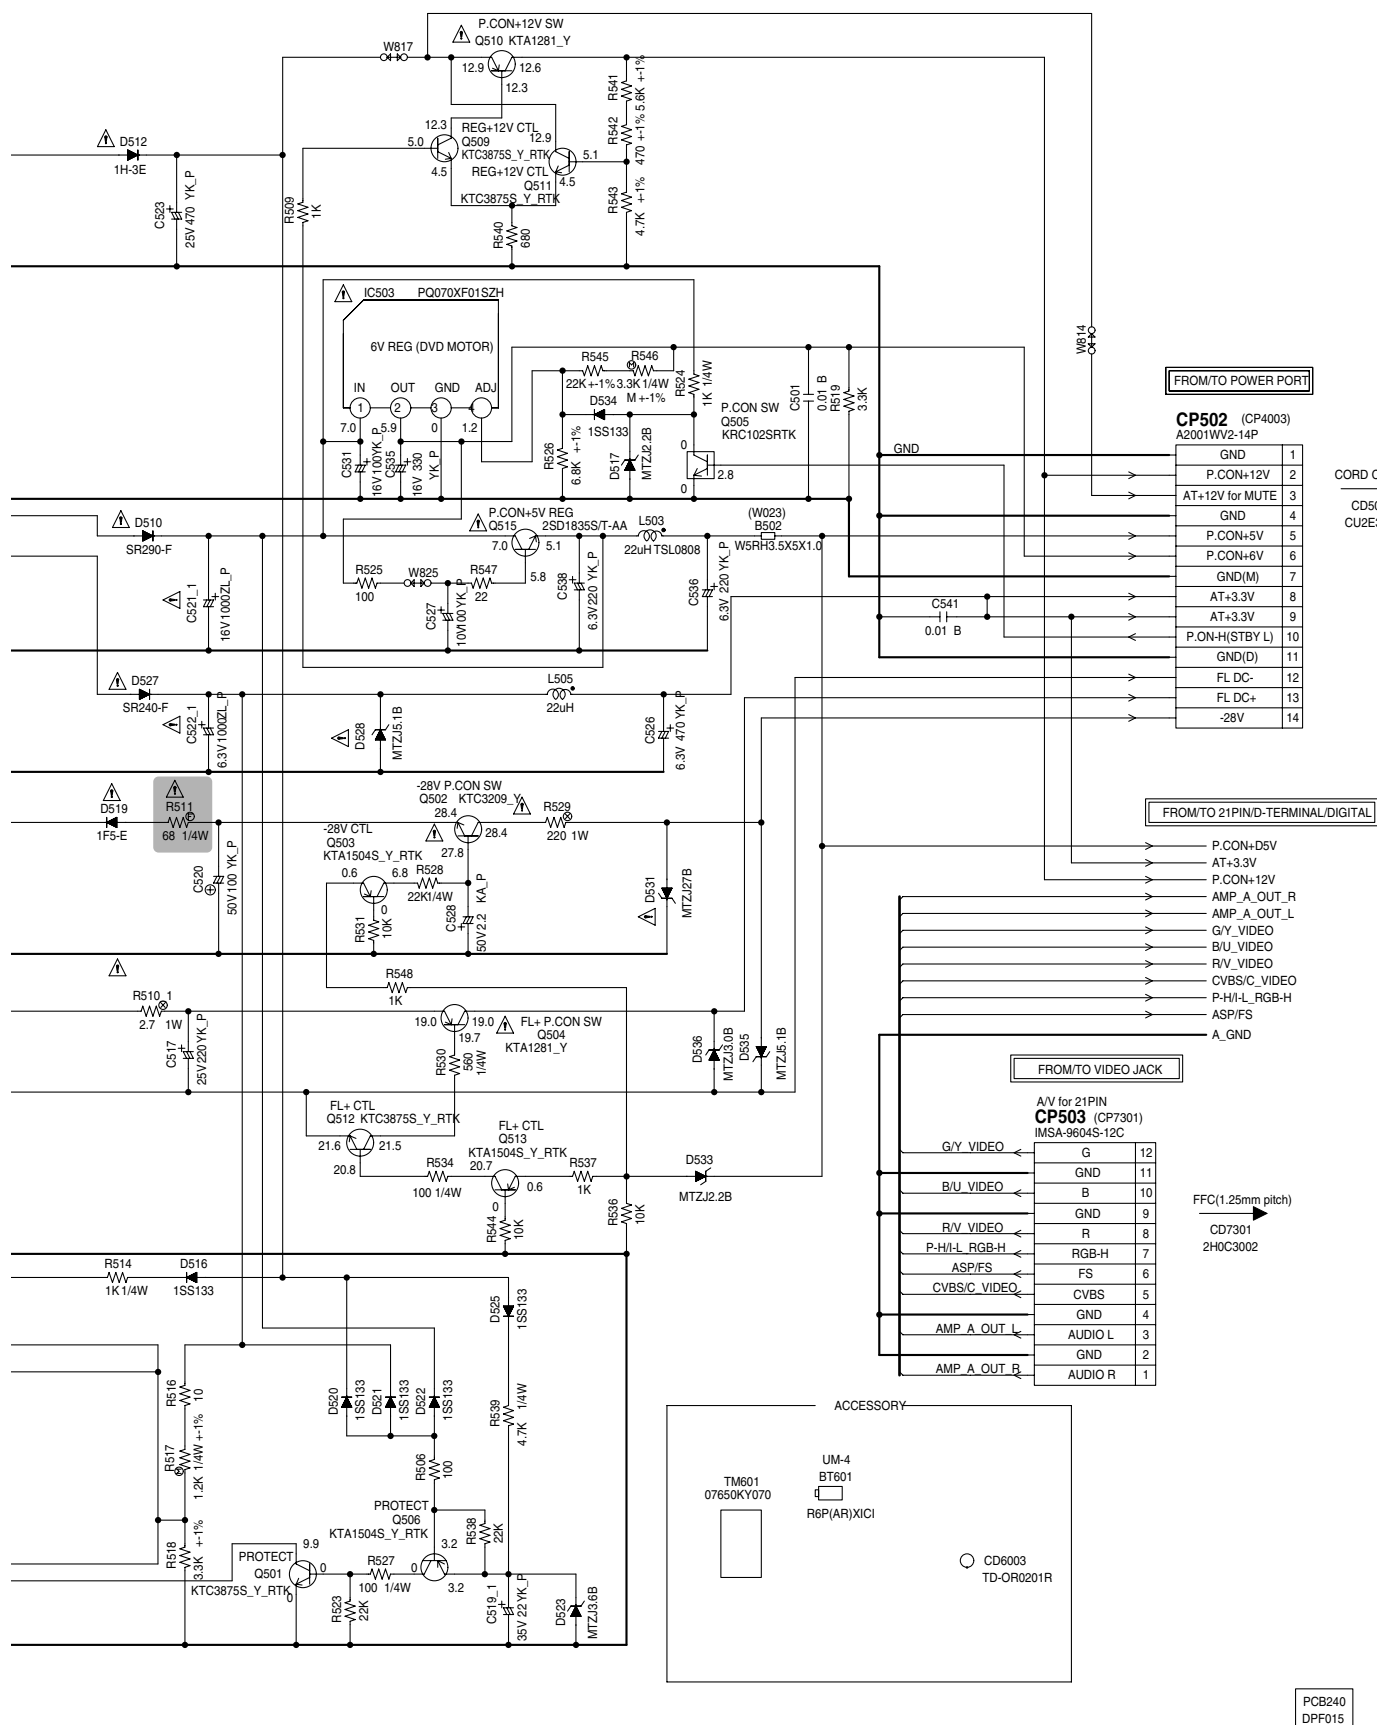 P.CON+12V SW
Q510 KTA1281_Y
W817
12.9
12.6
12.3
R541
5.6K +-1%
R542
470 +-1%
R543
4.7K +-1%
12.3
REG+12V CTL
Q509
KTC3875S_Y_RTK
5.0
4.5
12.9
REG+12V CTL
Q511
KTC3875S_Y_RTK
5.1
4.5
D512
1H-3E
C523
25V 470 YK_P
R509
1K
R540
680
IC503
PQ070XF01SZH
6V REG (DVD MOTOR)
IN
OUT
GND
ADJ
1
2
3
4
7.0
5.9
0
1.2
C531
16V 100YK_P
C535
16V 330
YK_P
R545
22K+-1%
R546
3.3K 1/4W
M +-1%
D534
1SS133
R524
1K 1/4W
R526
6.8K +-1%
D517
MTZJ2.2B
P.CON SW
Q505
KRC102SRTK
0
2.8
0
C501
0.01 B
R519
3.3K
W814
FROM/TO POWER PORT
CP502 (CP4003)
A2001WV2-14P
GND
GND 1
P.CON+12V 2
AT+12V for MUTE 3
GND 4
P.CON+5V 5
P.CON+6V 6
GND(M) 7
AT+3.3V 8
AT+3.3V 9
P.ON-H(STBY L) 10
GND(D) 11
FL DC- 12
FL DC+ 13
-28V 14
CORD C
CD50
CU2E3
D510
SR290-F
C521_1
16V 1000ZL_P
P.CON+5V REG
Q515
2SD1835S/T-AA
7.0
5.1
5.8
L503
22uH TSL0808
(W023)
B502
W5RH3.5X5X1.0
R525
100
W825
R547
22
C527
10V100 YK_P
C538
6.3V 220 YK_P
C536
6.3V 220 YK_P
C541
0.01 B
D527
SR240-F
C522_1
6.3V 1000ZL_P
D528
MTZJ5.1B
L505
22uH
C526
6.3V 470 YK_P
D519
1F5-E
R511
68 1/4W
C520
50V100 YK_P
-28V P.CON SW
Q502 KTC3209_Y
28.4
28.4
27.8
R529
220 1W
-28V CTL
Q503
KTA1504S_Y_RTK
0.6
6.8
0
R528
22K1/4W
R531
10K
C528
50V 2.2 KA_P
D531
MTZJ27B
R548
1K
R510_1
2.7 1W
C517
25V220 YK_P
19.0
19.0
19.7
FL+ P.CON SW
Q504
KTA1281_Y
R530
560
1/4W
D536
MTZJ3.0B
D535
MTZJ5.1B
FL+ CTL
Q512 KTC3875S_Y_RTK
21.6
21.5
20.8
FL+ CTL
Q513
KTA1504S_Y_RTK
20.7
0.6
0
R534
100 1/4W
R537
1K
R544
10K
R536
10K
D533
MTZJ2.2B
FROM/TO 21PIN/D-TERMINAL/DIGITAL
P.CON+D5V
AT+3.3V
P.CON+12V
AMP_A_OUT_R
AMP_A_OUT_L
G/Y_VIDEO
B/U_VIDEO
R/V_VIDEO
CVBS/C_VIDEO
P-H/I-L_RGB-H
ASP/FS
A_GND
FROM/TO VIDEO JACK
A/V for 21PIN
CP503 (CP7301)
IMSA-9604S-12C
G/Y_VIDEO G 12
GND 11
B/U_VIDEO B 10
GND 9
R/V_VIDEO R 8
P-H/I-L_RGB-H RGB-H 7
ASP/FS FS 6
CVBS/C_VIDEO CVBS 5
GND 4
AMP_A_OUT_L AUDIO L 3
GND 2
AMP_A_OUT_R AUDIO R 1
FFC(1.25mm pitch)
CD7301
2H0C3002
R514
1K1/4W
D516
1SS133
D525
1SS133
D520
1SS133
D521
1SS133
D522
1SS133
R539
4.7K 1/4W
R516
10
R517
1.2K 1/4W +-1%
R518
3.3K +-1%
R506
100
PROTECT
Q506
KTA1504S_Y_RTK
3.2
0
3.2
R538
22K
PROTECT
Q501
KTC3875S_Y_RTK
9.9
0
0
R527
100 1/4W
R523
22K
C519_1
35V 22 YK_P
D523
MTZJ3.6B
ACCESSORY
TM601
07650KY070
UM-4
BT601
R6P(AR)XICI
CD6003
TD-OR0201R
PCB240
DPF015